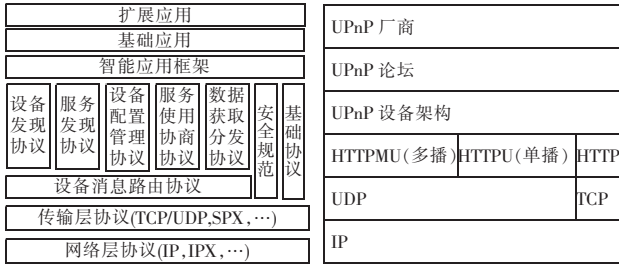 扩展应用
基础应用
智能应用框架
设备
发现
协议
服务
发现
协议
设备
配置
管理
协议
服务
使用
协商
协议
数据
获取
分发
协议
安
全
规
范
基
础
协
议
设备消息路由协议
传输层协议(TCP/UDP,SPX,…)
网络层协议(IP,IPX,…)
UPnP 厂商
UPnP 论坛
UPnP 设备架构
HTTPMU(多播) HTTPU(单播) HTTP
UDP TCP
IP